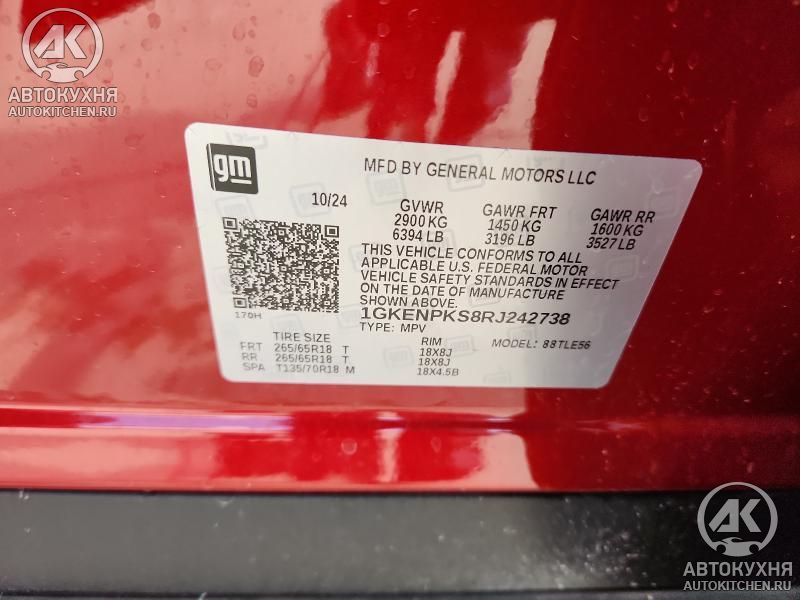 АК
АВТОКУХНЯ
AUTOKITCHEN.RU
gm
MFD BY GENERAL MOTORS LLC
10/24
GVWR GAWR FRT GAWR RR
2900 KG 1450 KG 1600 KG
6394 LB 3196 LB 3527 LB
THIS VEHICLE CONFORMS TO ALL
APPLICABLE U.S. FEDERAL MOTOR
VEHICLE SAFETY STANDARDS IN EFFECT
ON THE DATE OF MANUFACTURE
SHOWN ABOVE.
170H
1GKENPKS8RJ242738
TYPE: MPV MODEL: 88TLE56
TIRE SIZE RIM
FRT 265/65R18 T 18X8J
RR 265/65R18 T 18X8J
SPA T135/70R18 M 18X4.5B
АК
АВТОКУХНЯ
AUTOKITCHEN.RU